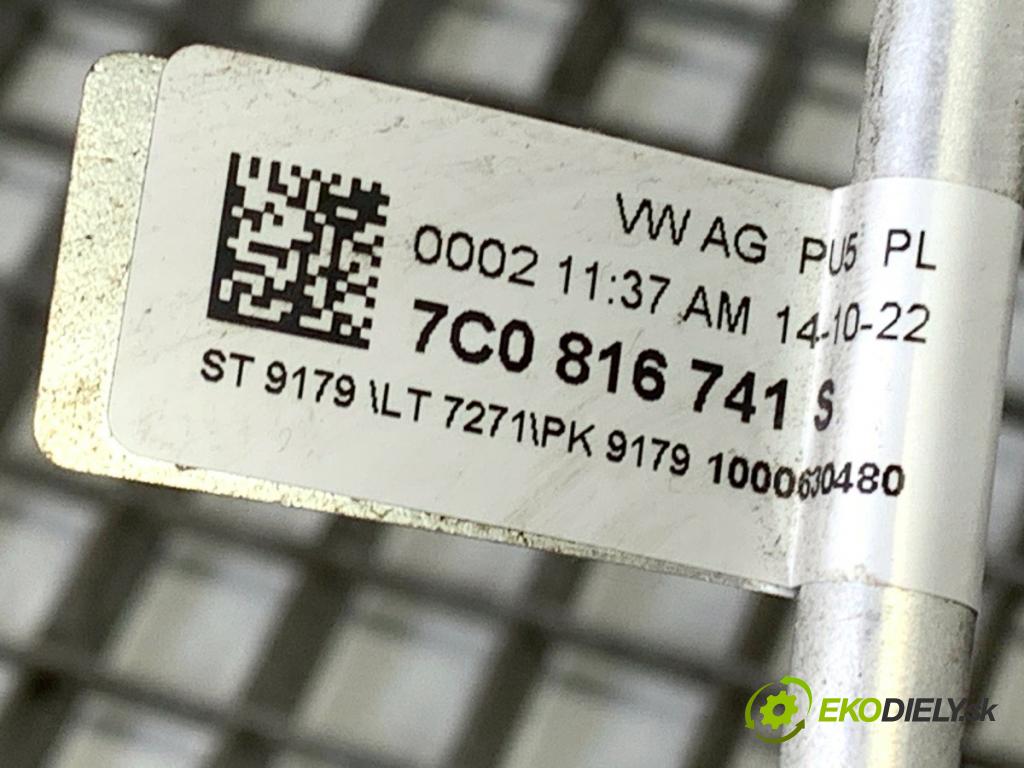 VW AG PU5 PL
0002 11:37 AM 14-10-22
7C0 816 741 S
ST 9179 \LT 7271\\PK 9179 1000630480
EKODIELY.sk